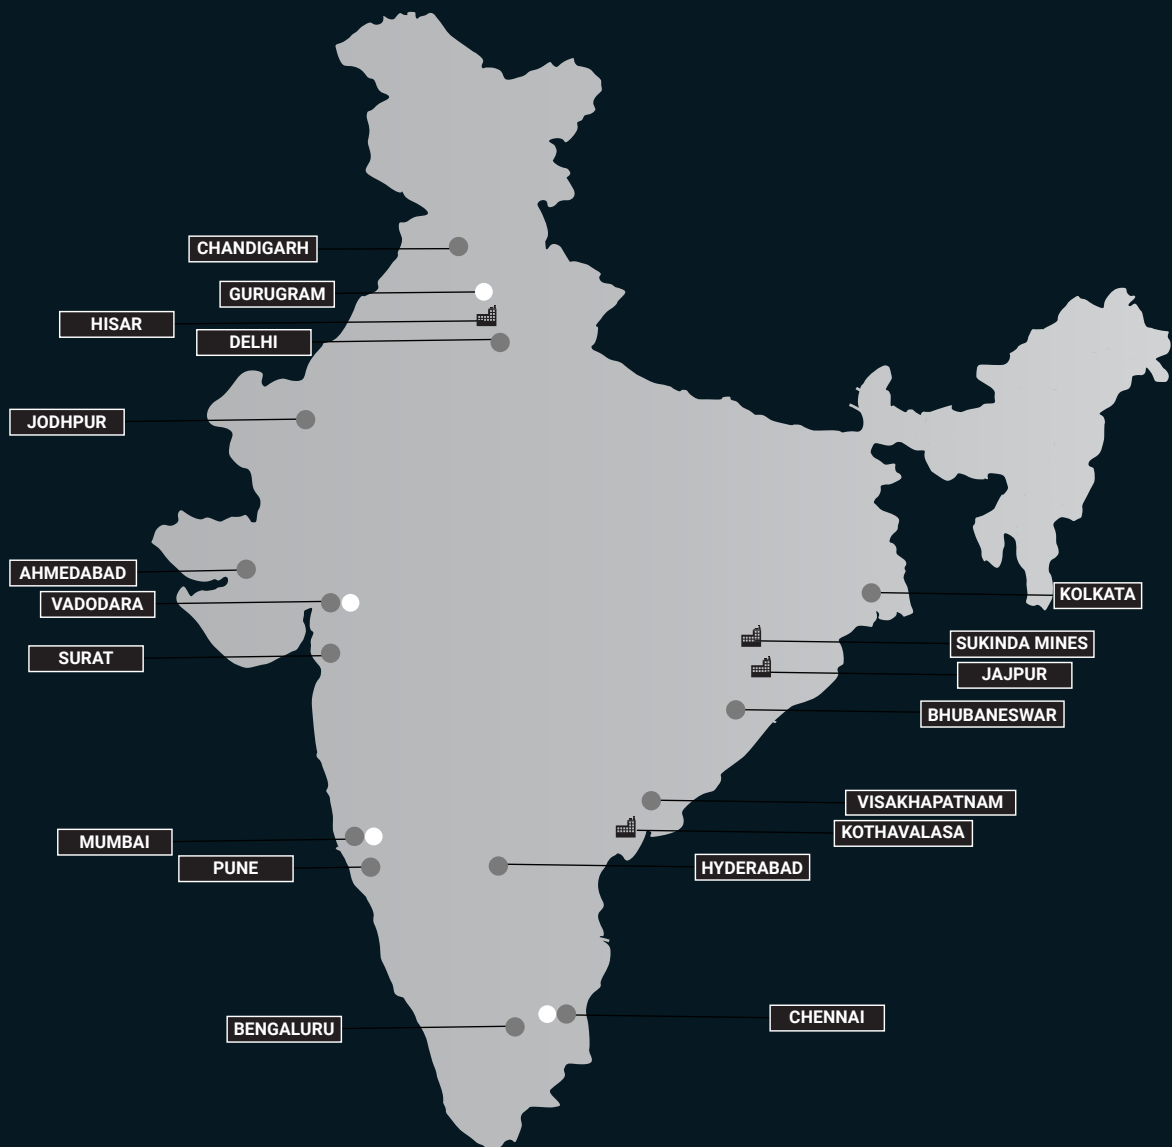 CHANDIGARH
GURUGRAM
HISAR
DELHI
JODHPUR
AHMEDABAD
VADODARA
SURAT
KOLKATA
SUKINDA MINES
JAJPUR
BHUBANESWAR
VISAKHAPATNAM
KOTHAVALASA
MUMBAI
PUNE
HYDERABAD
BENGALURU
CHENNAI